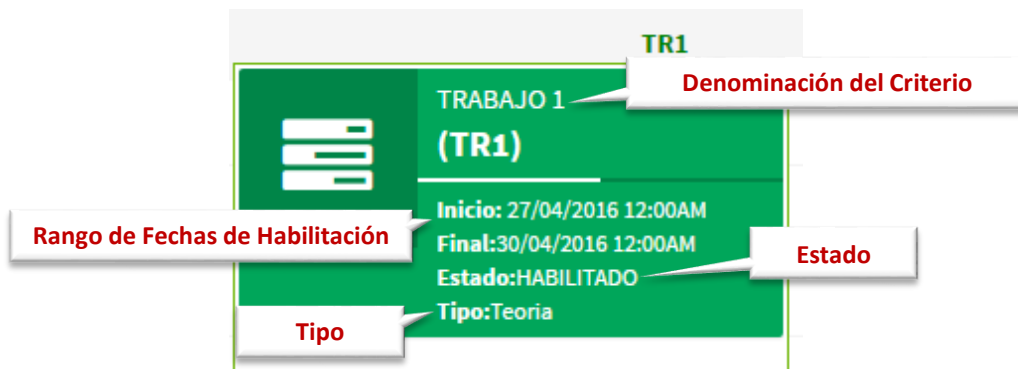 TR1
Denominación del Criterio
TRABAJO 1
(TR1)
Rango de Fechas de Habilitación
Inicio: 27/04/2016 12:00AM
Final:30/04/2016 12:00AM
Estado
Estado:HABILITADO
Tipo
Tipo:Teoria